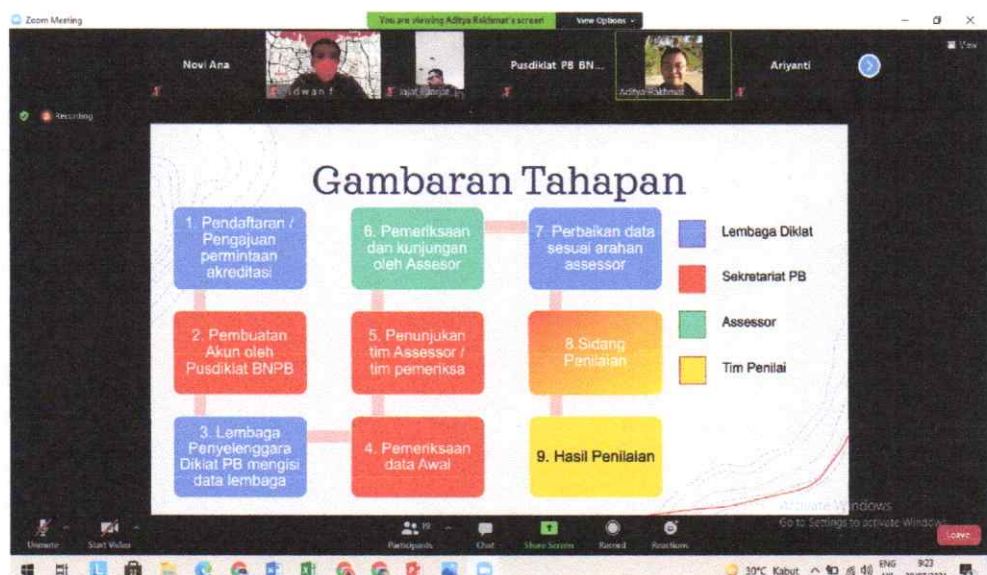 Zoom Meeting
You are viewing Aditya Rakhmat's screen
View Options
View
Novi Ana
Pusdiklat PB BN...
Aditya Rakhmat
Ariyanti
Recording
Gambaran Tahapan
1. Pendaftaran /
Pengajuan
permintaan
akreditasi
6. Pemeriksaan
dan kunjungan
oleh Assesor
7. Perbaikan data
sesuai arahan
assessor
2. Pembuatan
Akun oleh
Pusdiklat BNPB
5. Penunjukan
tim Assessor /
tim pemeriksa
8.Sidang
Penilaian
3. Lembaga
Penyelenggara
Diklat PB mengisi
data lembaga
4. Pemeriksaan
data Awal
9. Hasil Penilaian
Lembaga Diklat
Sekretariat PB
Assessor
Tim Penilai
Activate Windows
Go to Settings to activate Windows.
Unmute
Start Video
19
Participants
Chat
Share Screen
Record
Reactions
Leave
30°C Kabut
ENG
9:23